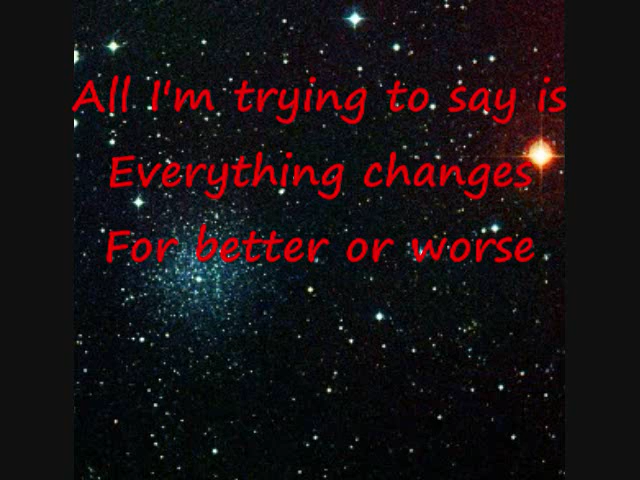 All I'm trying to say is
Everything changes
For better or worse